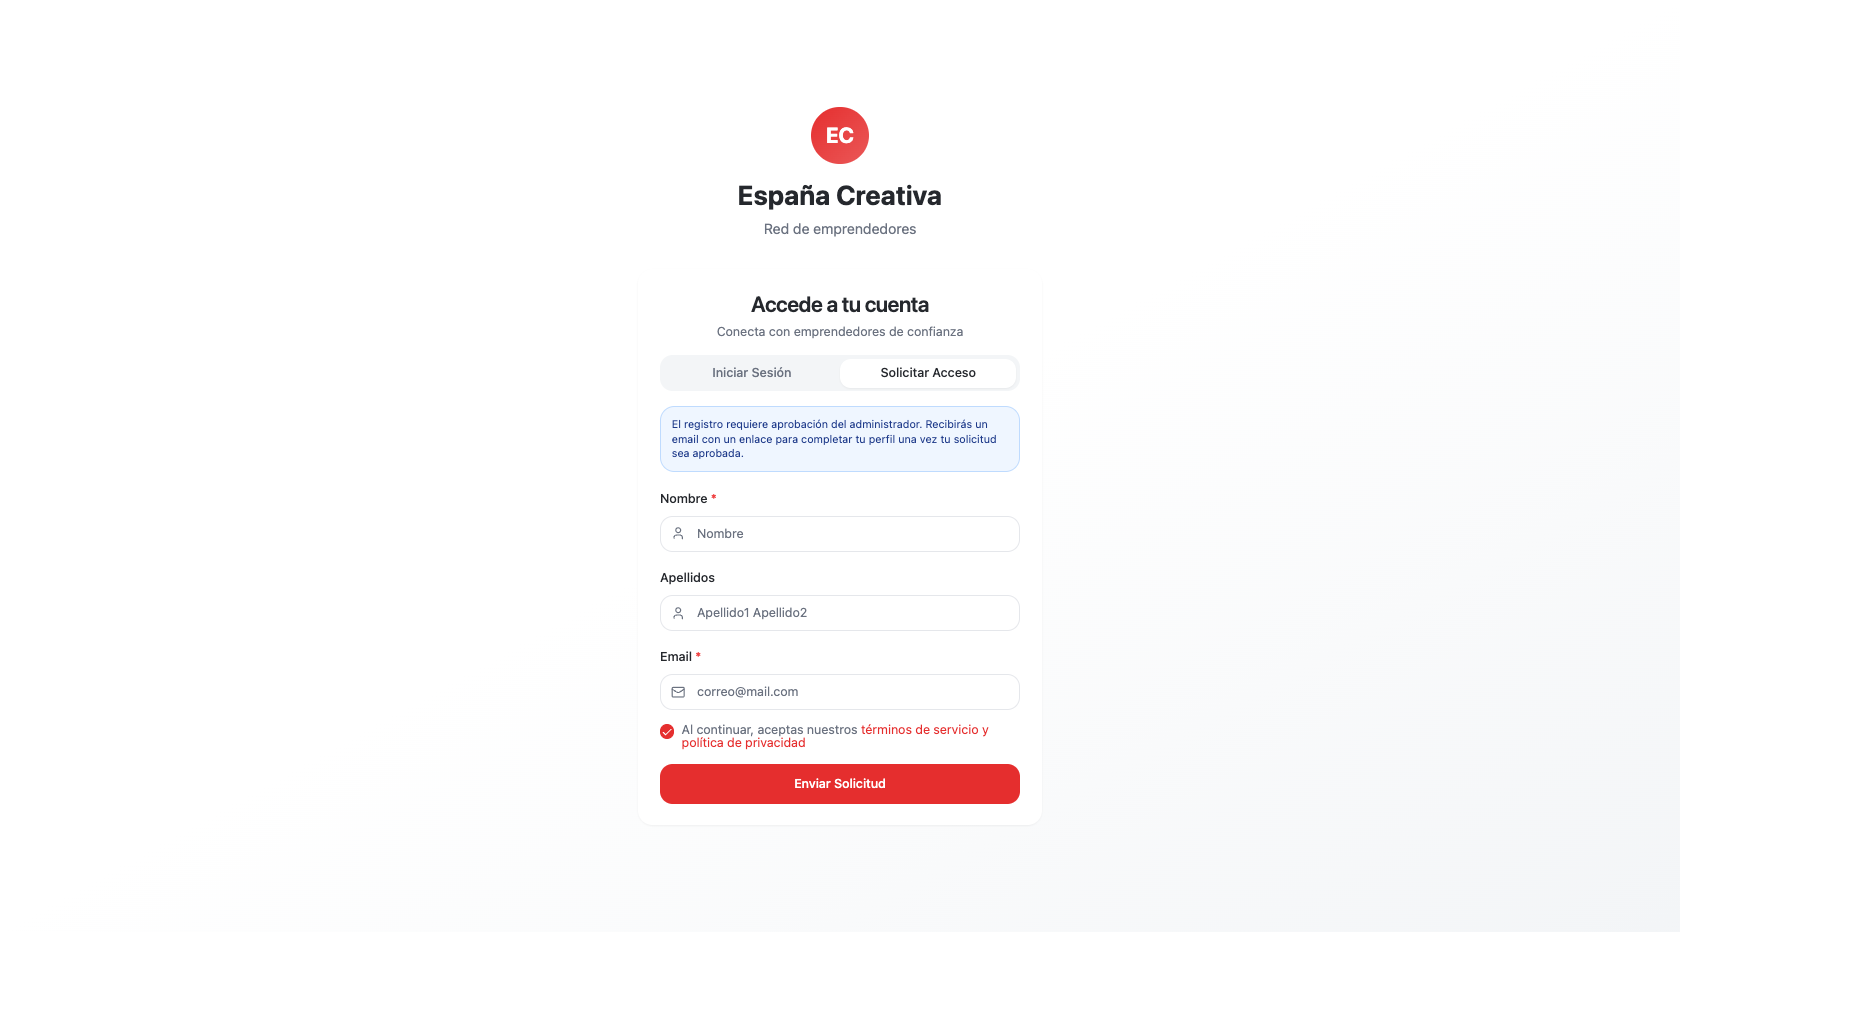 EC
España Creativa
Red de emprendedores
Accede a tu cuenta
Conecta con emprendedores de confianza
Iniciar Sesión
Solicitar Acceso
El registro requiere aprobación del administrador. Recibirás un
email con un enlace para completar tu perfil una vez tu solicitud
sea aprobada.
Nombre *
Nombre
Apellidos
Apellido1 Apellido2
Email *
correo@mail.com
Al continuar, aceptas nuestros términos de servicio y
política de privacidad
Enviar Solicitud